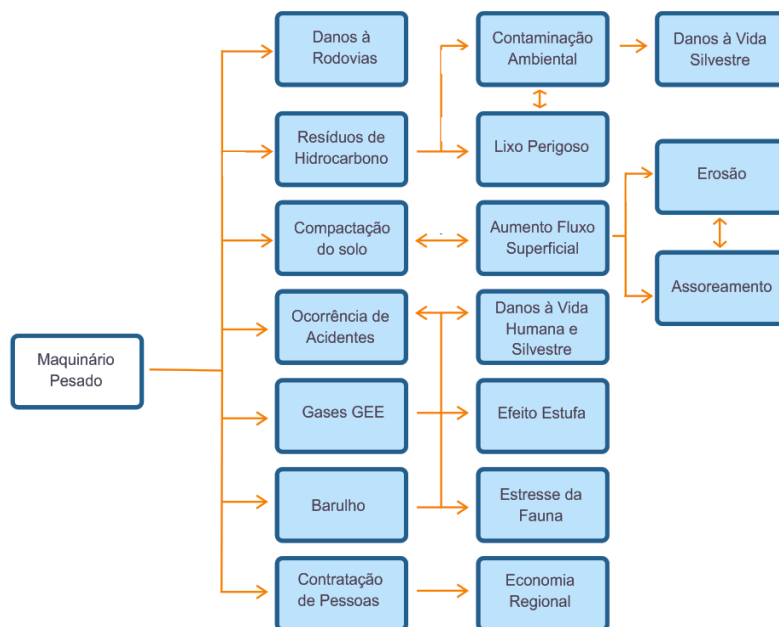 Danos à
Rodovias
Contaminação
Ambiental
Danos à Vida
Silvestre
Resíduos de
Hidrocarbono
Lixo Perigoso
Erosão
Compactação
do solo
Aumento Fluxo
Superficial
Assoreamento
Ocorrência de
Acidentes
Danos à Vida
Humana e
Silvestre
Maquinário
Pesado
Gases GEE
Efeito Estufa
Barulho
Estresse da
Fauna
Contratação
de Pessoas
Economia
Regional